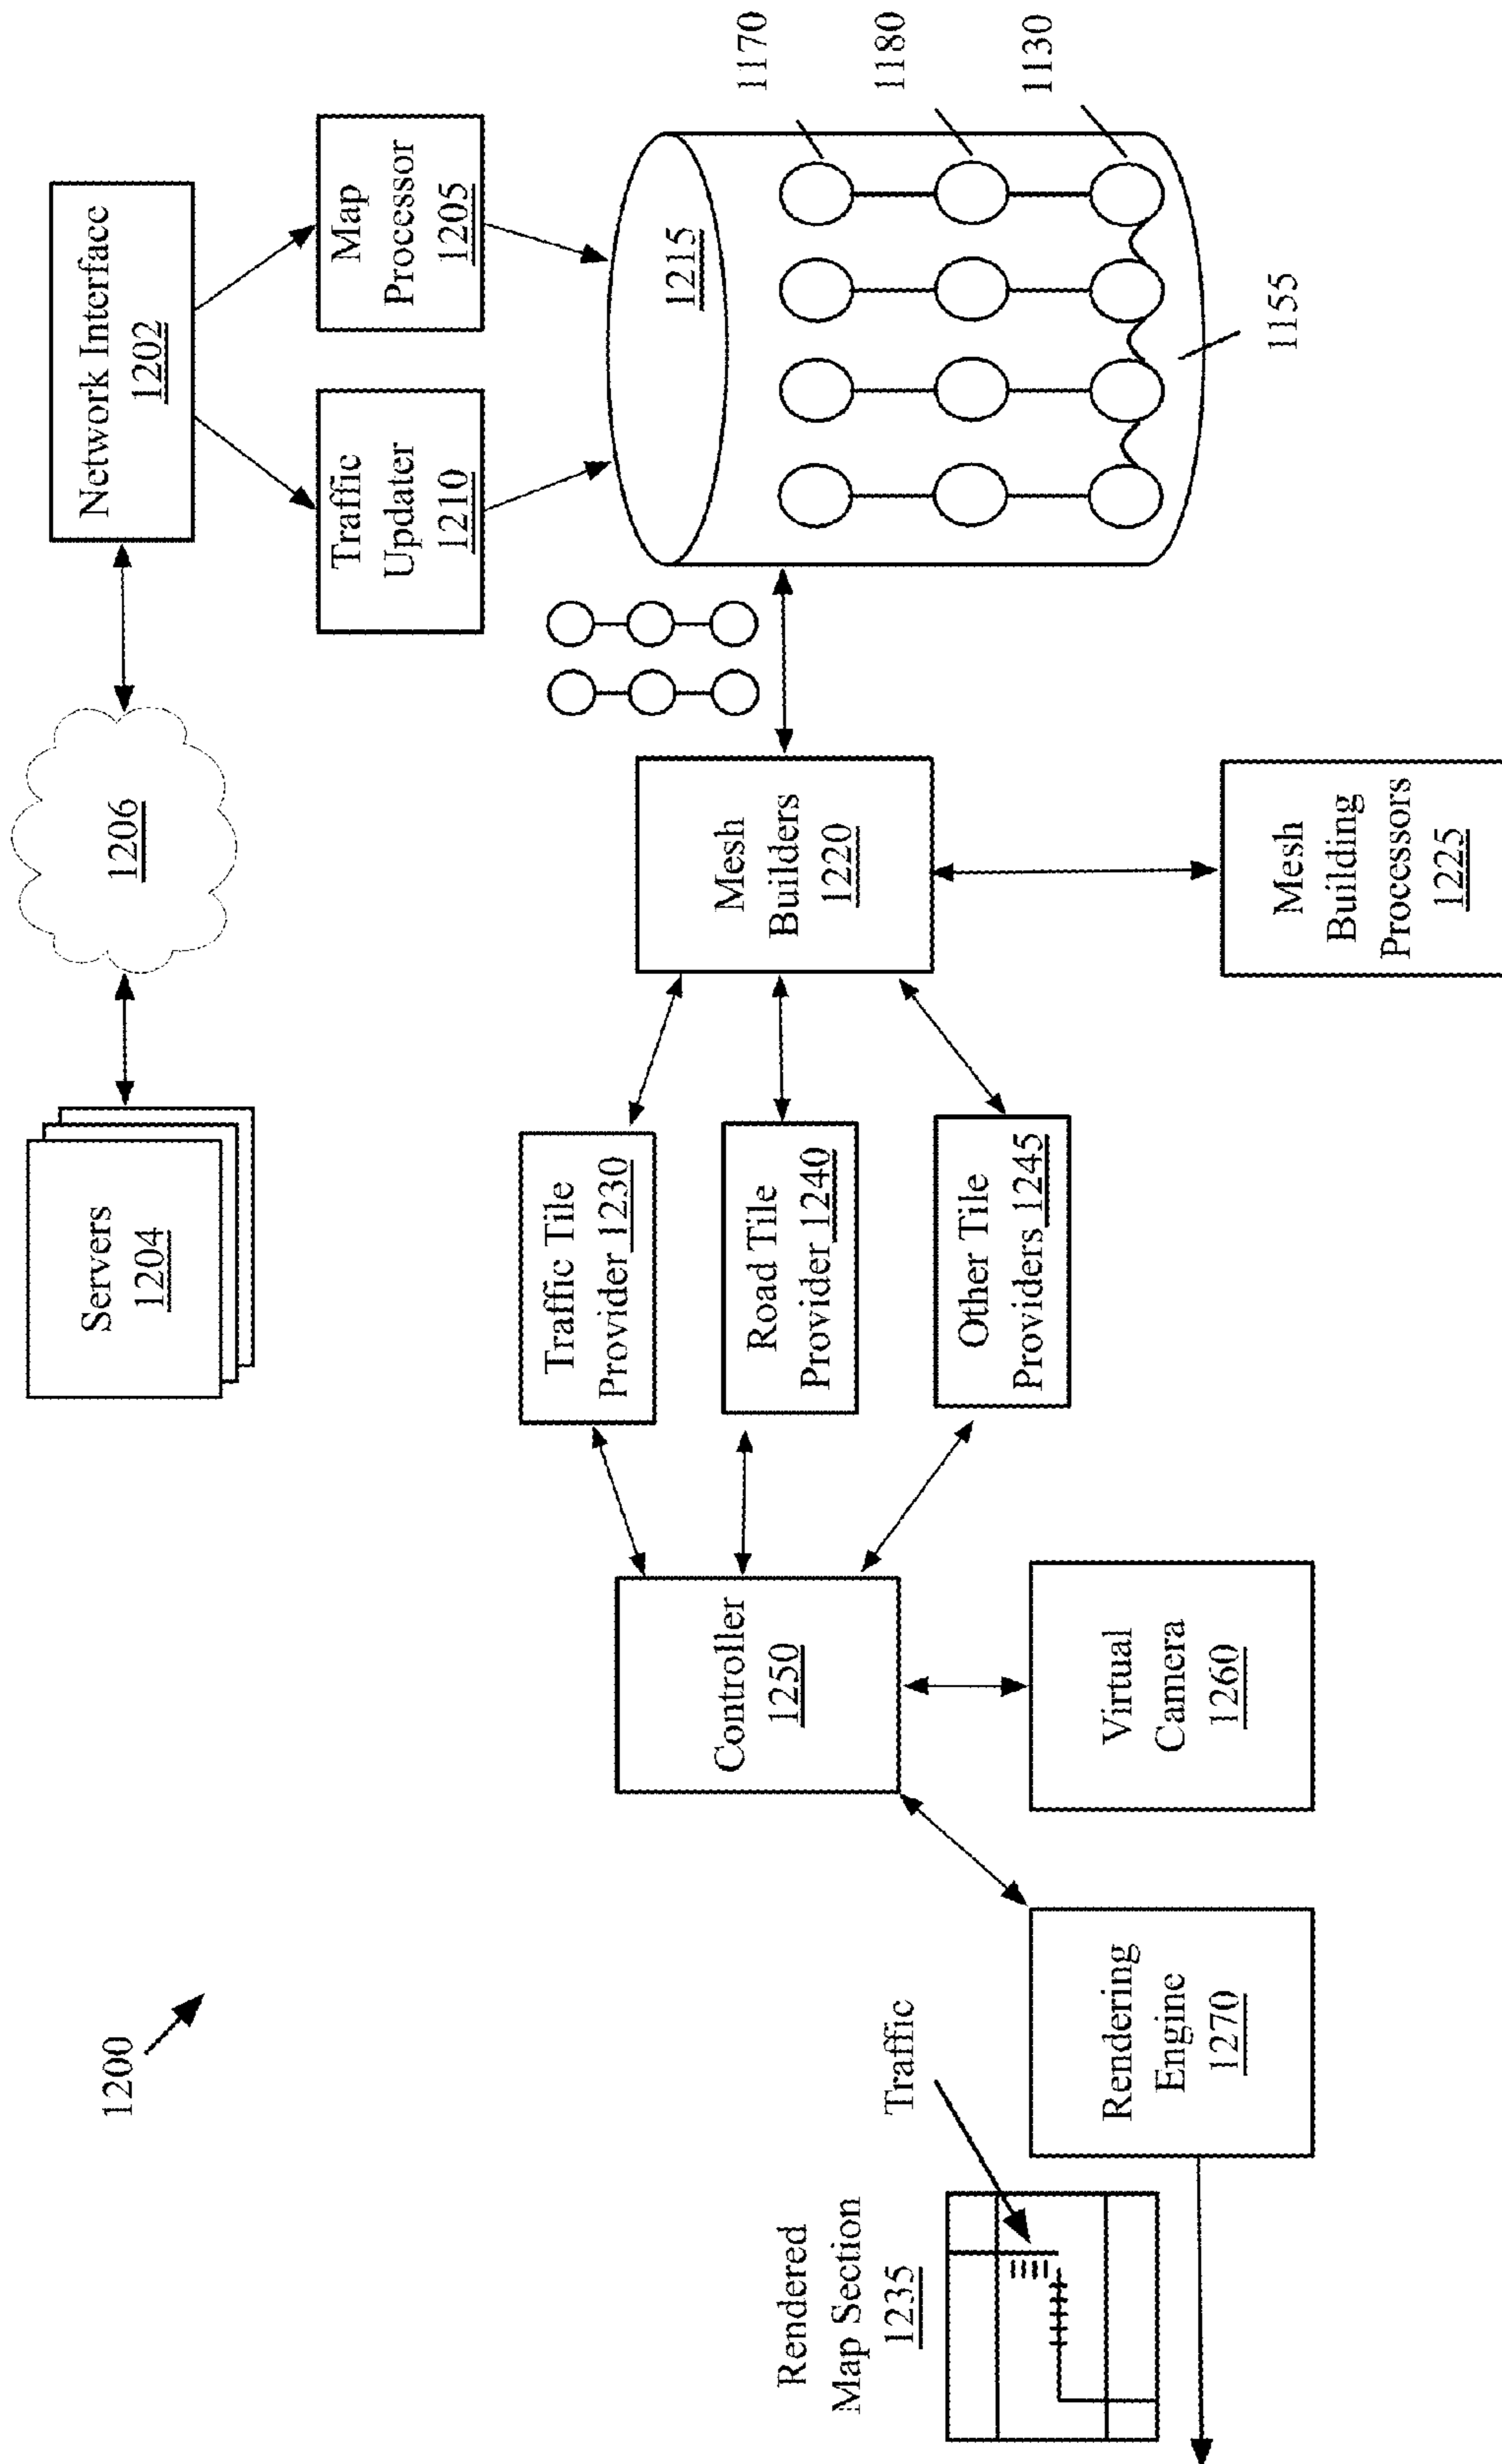 1200
Servers
1204
1206
Network Interface
1202
Traffic
Updater
1210
Map
Processor
1205
1215
1170
1180
1130
1155
Mesh
Builders
1220
Mesh
Building
Processors
1225
Traffic Tile
Provider 1230
Road Tile
Provider 1240
Other Tile
Providers 1245
Controller
1250
Virtual
Camera
1260
Rendering
Engine
1270
Rendered
Map Section
1235
Traffic